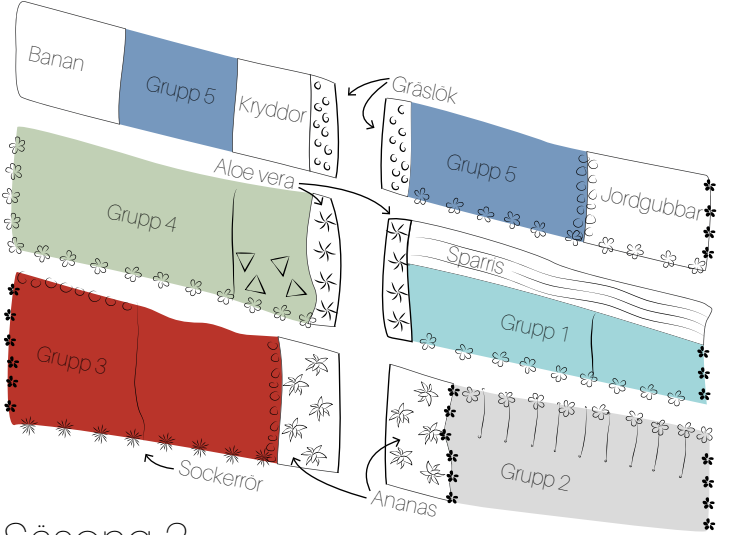 Banan
Grupp 5
Kryddor
Gräslök
Grupp 5
Jordgubbar
Aloe vera
Grupp 4
Sparris
Grupp 1
Grupp 3
Grupp 2
Sockerrör
Ananas